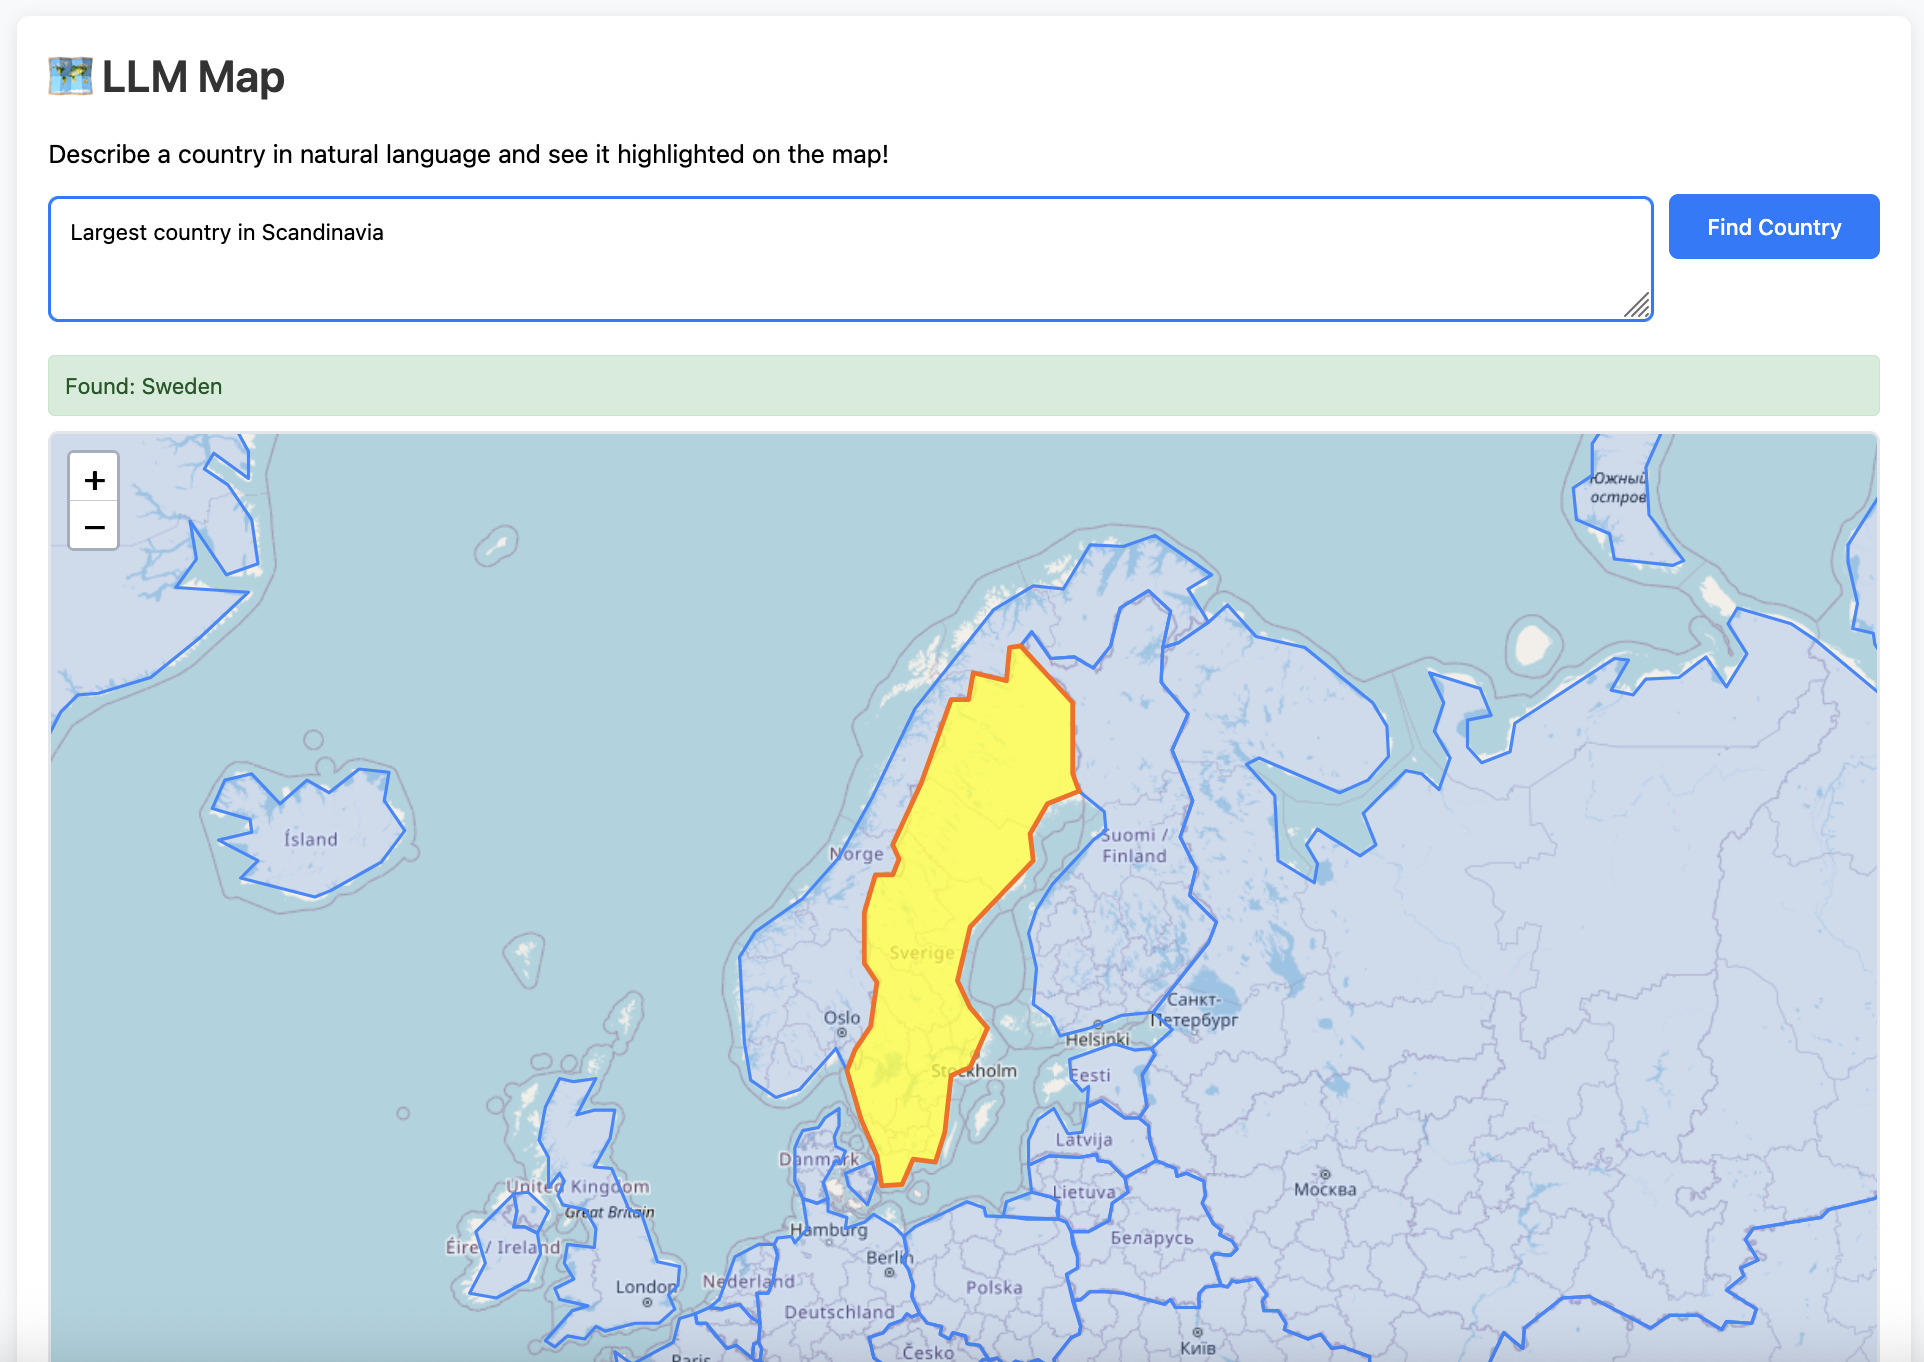 LLM Map
Describe a country in natural language and see it highlighted on the map!
Largest country in Scandinavia
Find Country
Found: Sweden
+
−
Южный
остров
Ísland
Norge
Suomi /
Finland
Sverige
Oslo
Санкт-
Петербург
Helsinki
Stockholm
Eesti
Latvija
Danmark
Lietuva
Москва
United Kingdom
Great Britain
Hamburg
Беларусь
Éire / Ireland
Berlin
London
Nederland
Polska
Deutschland
Česko
Київ
Paris